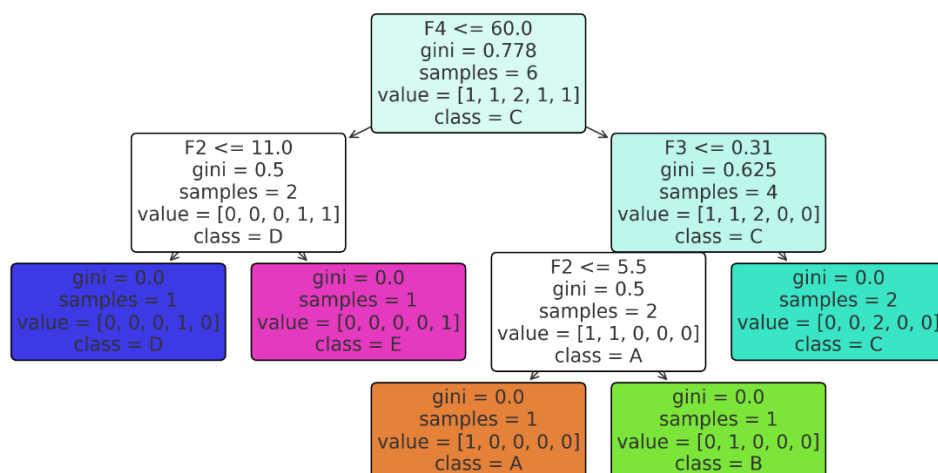 F4 <= 60.0
gini = 0.778
samples = 6
value = [1, 1, 2, 1, 1]
class = C
F2 <= 11.0
gini = 0.5
samples = 2
value = [0, 0, 0, 1, 1]
class = D
F3 <= 0.31
gini = 0.625
samples = 4
value = [1, 1, 2, 0, 0]
class = C
gini = 0.0
samples = 1
value = [0, 0, 0, 1, 0]
class = D
gini = 0.0
samples = 1
value = [0, 0, 0, 0, 1]
class = E
F2 <= 5.5
gini = 0.5
samples = 2
value = [1, 1, 0, 0, 0]
class = A
gini = 0.0
samples = 2
value = [0, 0, 2, 0, 0]
class = C
gini = 0.0
samples = 1
value = [1, 0, 0, 0, 0]
class = A
gini = 0.0
samples = 1
value = [0, 1, 0, 0, 0]
class = B